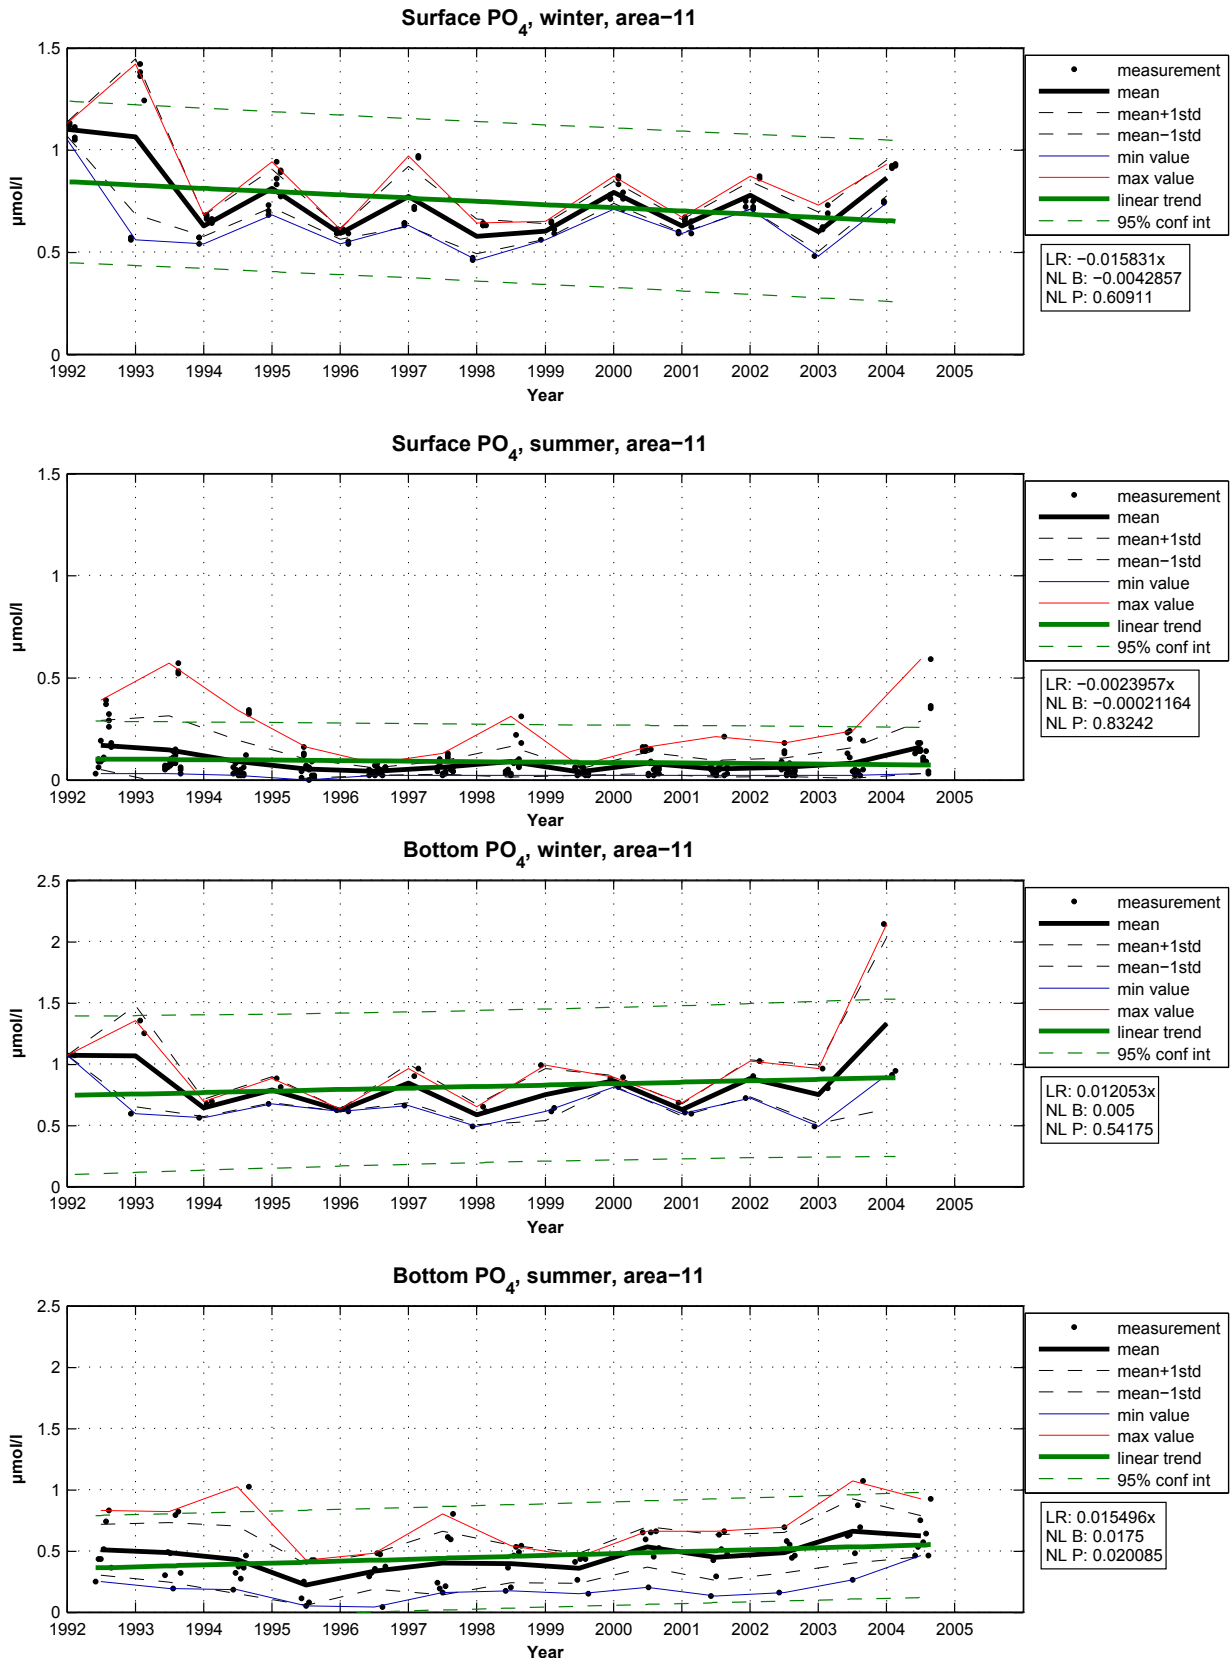 Surface PO4, winter, area−11
1.5
1
0.5
0
µmol/l
1992 1993 1994 1995 1996 1997 1998 1999 2000 2001 2002 2003 2004 2005
Year
measurement
mean
mean+1std
mean−1std
min value
max value
linear trend
95% conf int
LR: −0.015831x
NL B: −0.0042857
NL P: 0.60911
Surface PO4, summer, area−11
1.5
1
0.5
0
µmol/l
1992 1993 1994 1995 1996 1997 1998 1999 2000 2001 2002 2003 2004 2005
Year
measurement
mean
mean+1std
mean−1std
min value
max value
linear trend
95% conf int
LR: −0.0023957x
NL B: −0.00021164
NL P: 0.83242
Bottom PO4, winter, area−11
2.5
2
1.5
1
0.5
0
µmol/l
1992 1993 1994 1995 1996 1997 1998 1999 2000 2001 2002 2003 2004 2005
Year
measurement
mean
mean+1std
mean−1std
min value
max value
linear trend
95% conf int
LR: 0.012053x
NL B: 0.005
NL P: 0.54175
Bottom PO4, summer, area−11
2.5
2
1.5
1
0.5
0
µmol/l
1992 1993 1994 1995 1996 1997 1998 1999 2000 2001 2002 2003 2004 2005
Year
measurement
mean
mean+1std
mean−1std
min value
max value
linear trend
95% conf int
LR: 0.015496x
NL B: 0.0175
NL P: 0.020085